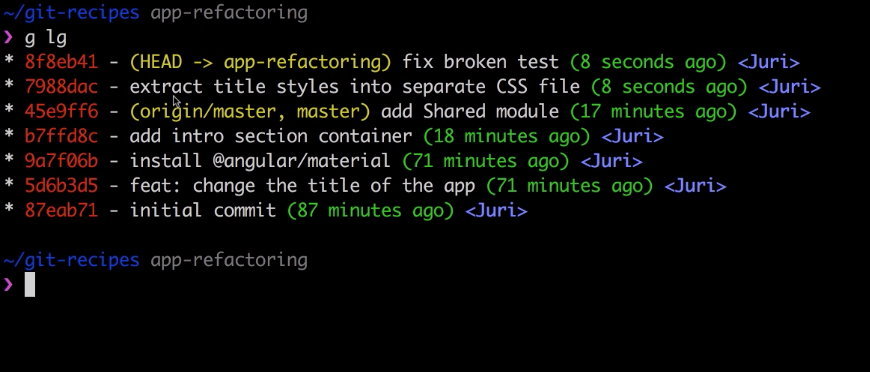 ~/git-recipes app-refactoring
❯ g lg
* 8f8eb41 - (HEAD -> app-refactoring) fix broken test (8 seconds ago) <Juri>
* 7988dac - extract title styles into separate CSS file (8 seconds ago) <Juri>
* 45e9ff6 - (origin/master, master) add Shared module (17 minutes ago) <Juri>
* b7ffd8c - add intro section container (18 minutes ago) <Juri>
* 9a7f06b - install @angular/material (71 minutes ago) <Juri>
* 5d6b3d5 - feat: change the title of the app (71 minutes ago) <Juri>
* 87eab71 - initial commit (87 minutes ago) <Juri>
~/git-recipes app-refactoring
❯